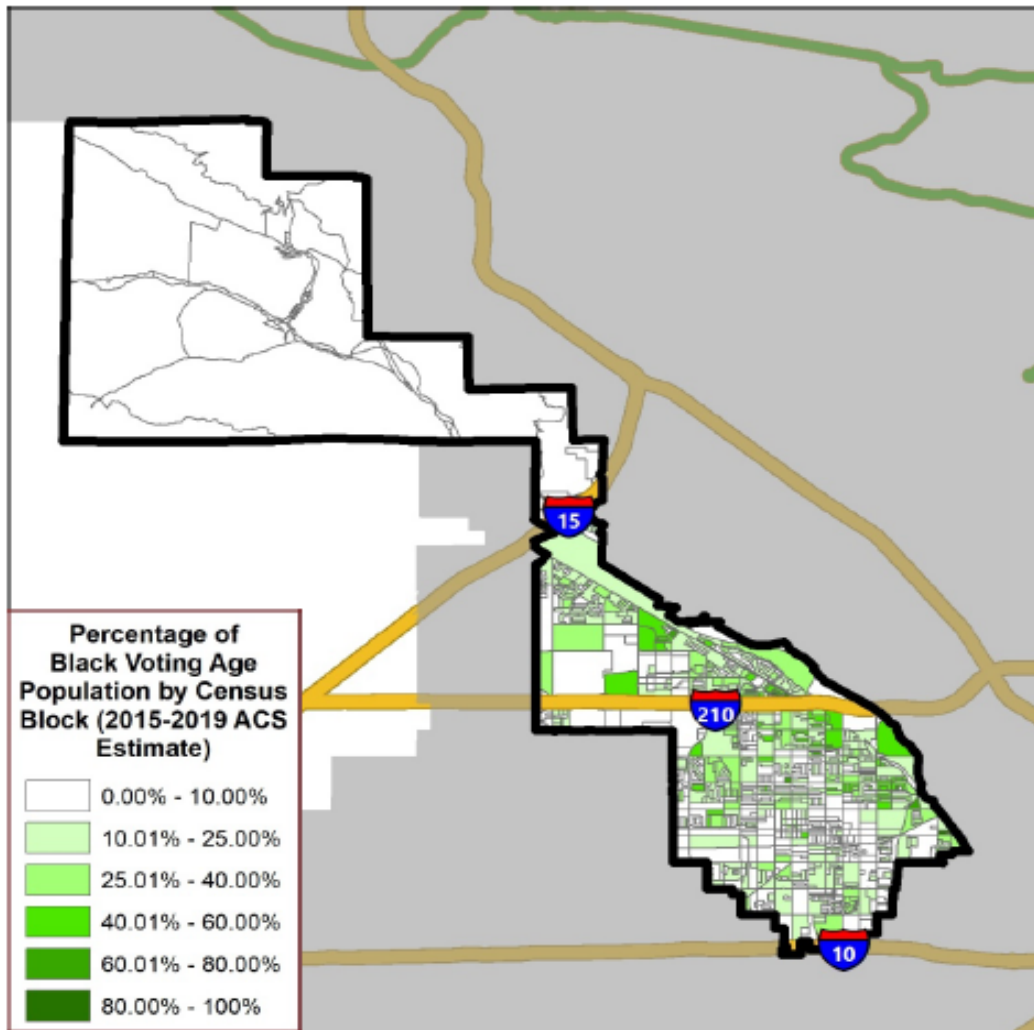 15
210
10
Percentage of
Black Voting Age
Population by Census
Block (2015-2019 ACS
Estimate)
0.00% - 10.00%
10.01% - 25.00%
25.01% - 40.00%
40.01% - 60.00%
60.01% - 80.00%
80.00% - 100%